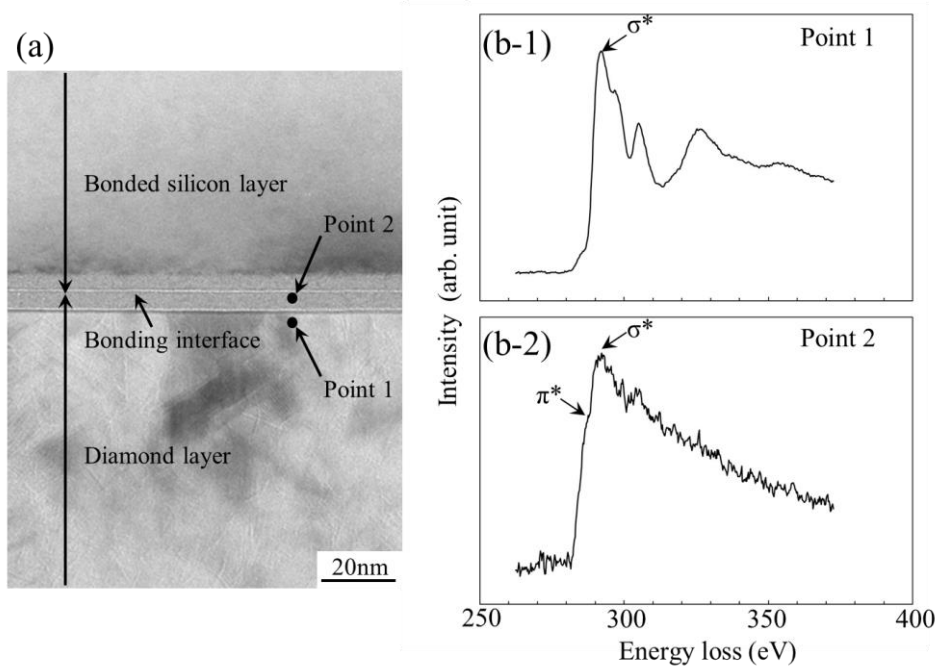 (a)
Bonded silicon layer
Point 2
Bonding interface
Point 1
Diamond layer
20nm
(b-1)
σ*
Point 1
(b-2)
σ*
Point 2
π*
Intensity (arb. unit)
250 300 350 400
Energy loss (eV)